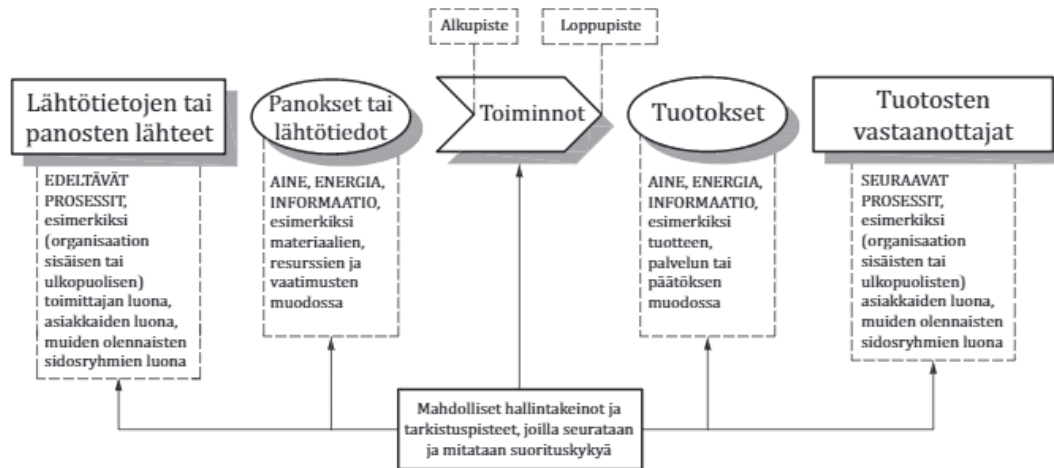 Alkupiste
Loppupiste
Lähtötietojen tai
panosten lähteet
Panokset tai
lähtötiedot
Toiminnot
Tuotokset
Tuotosten
vastaanottajat
EDELTÄVÄT
PROSESSIT,
esimerkiksi
(organisaation
sisäisen tai
ulkopuolisen)
toimittajan luona,
asiakkaiden luona,
muiden olennaisten
sidosryhmien luona
AINE, ENERGIA,
INFORMAATIO,
esimerkiksi
materiaalien,
resurssien ja
vaatimusten
muodossa
AINE, ENERGIA,
INFORMAATIO,
esimerkiksi
tuotteen,
palvelun tai
päätöksen
muodossa
SEURAAVAT
PROSESSIT,
esimerkiksi
(organisaation
sisäisten tai
ulkopuolisten)
asiakkaiden luona,
muiden olennaisten
sidosryhmien luona
Mahdolliset hallintakeinot ja
tarkistuspisteet, joilla seurataan
ja mitataan suorituskykyä